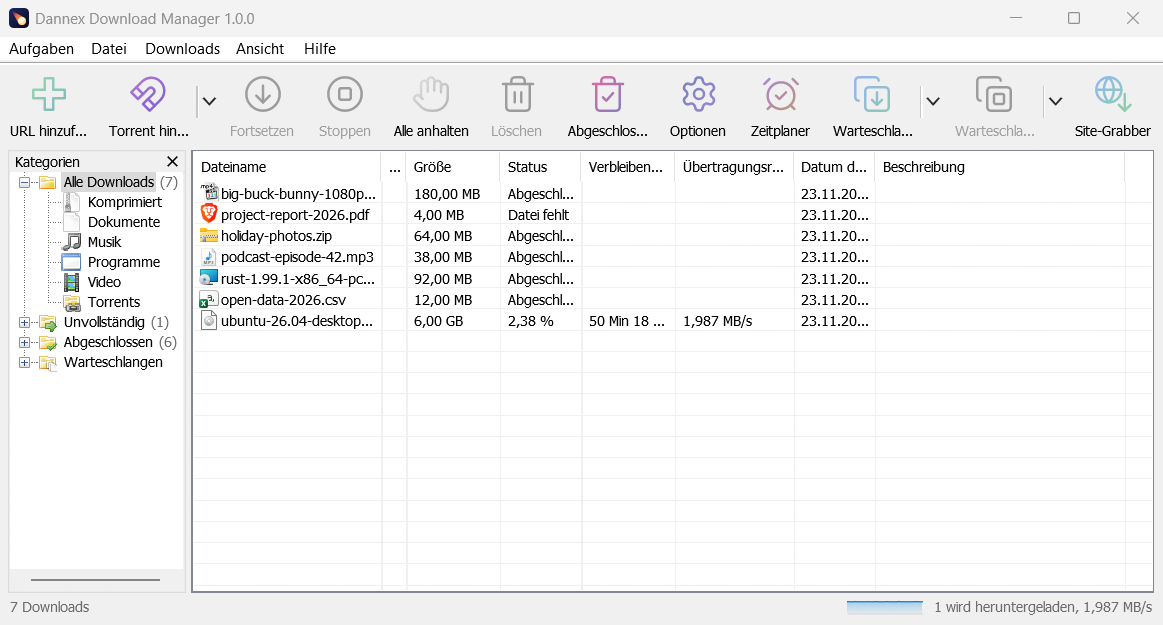 Dannex Download Manager 1.0.0
Aufgaben Datei Downloads Ansicht Hilfe
URL hinzuf... Torrent hin... Fortsetzen Stoppen Alle anhalten Löschen Abgeschlos... Optionen Zeitplaner Warteschla... Warteschla... Site-Grabber
Kategorien
Alle Downloads (7)
Komprimiert
Dokumente
Musik
Programme
Video
Torrents
Unvollständig (1)
Abgeschlossen (6)
Warteschlangen
Dateiname ... Größe Status Verbleiben... Übertragungsr... Datum d... Beschreibung
big-buck-bunny-1080p... 180,00 MB Abgeschl... 23.11.20...
project-report-2026.pdf 4,00 MB Datei fehlt 23.11.20...
holiday-photos.zip 64,00 MB Abgeschl... 23.11.20...
podcast-episode-42.mp3 38,00 MB Abgeschl... 23.11.20...
rust-1.99.1-x86_64-pc... 92,00 MB Abgeschl... 23.11.20...
open-data-2026.csv 12,00 MB Abgeschl... 23.11.20...
ubuntu-26.04-desktop... 6,00 GB 2,38 % 50 Min 18 ... 1,987 MB/s 23.11.20...
7 Downloads
1 wird heruntergeladen, 1,987 MB/s